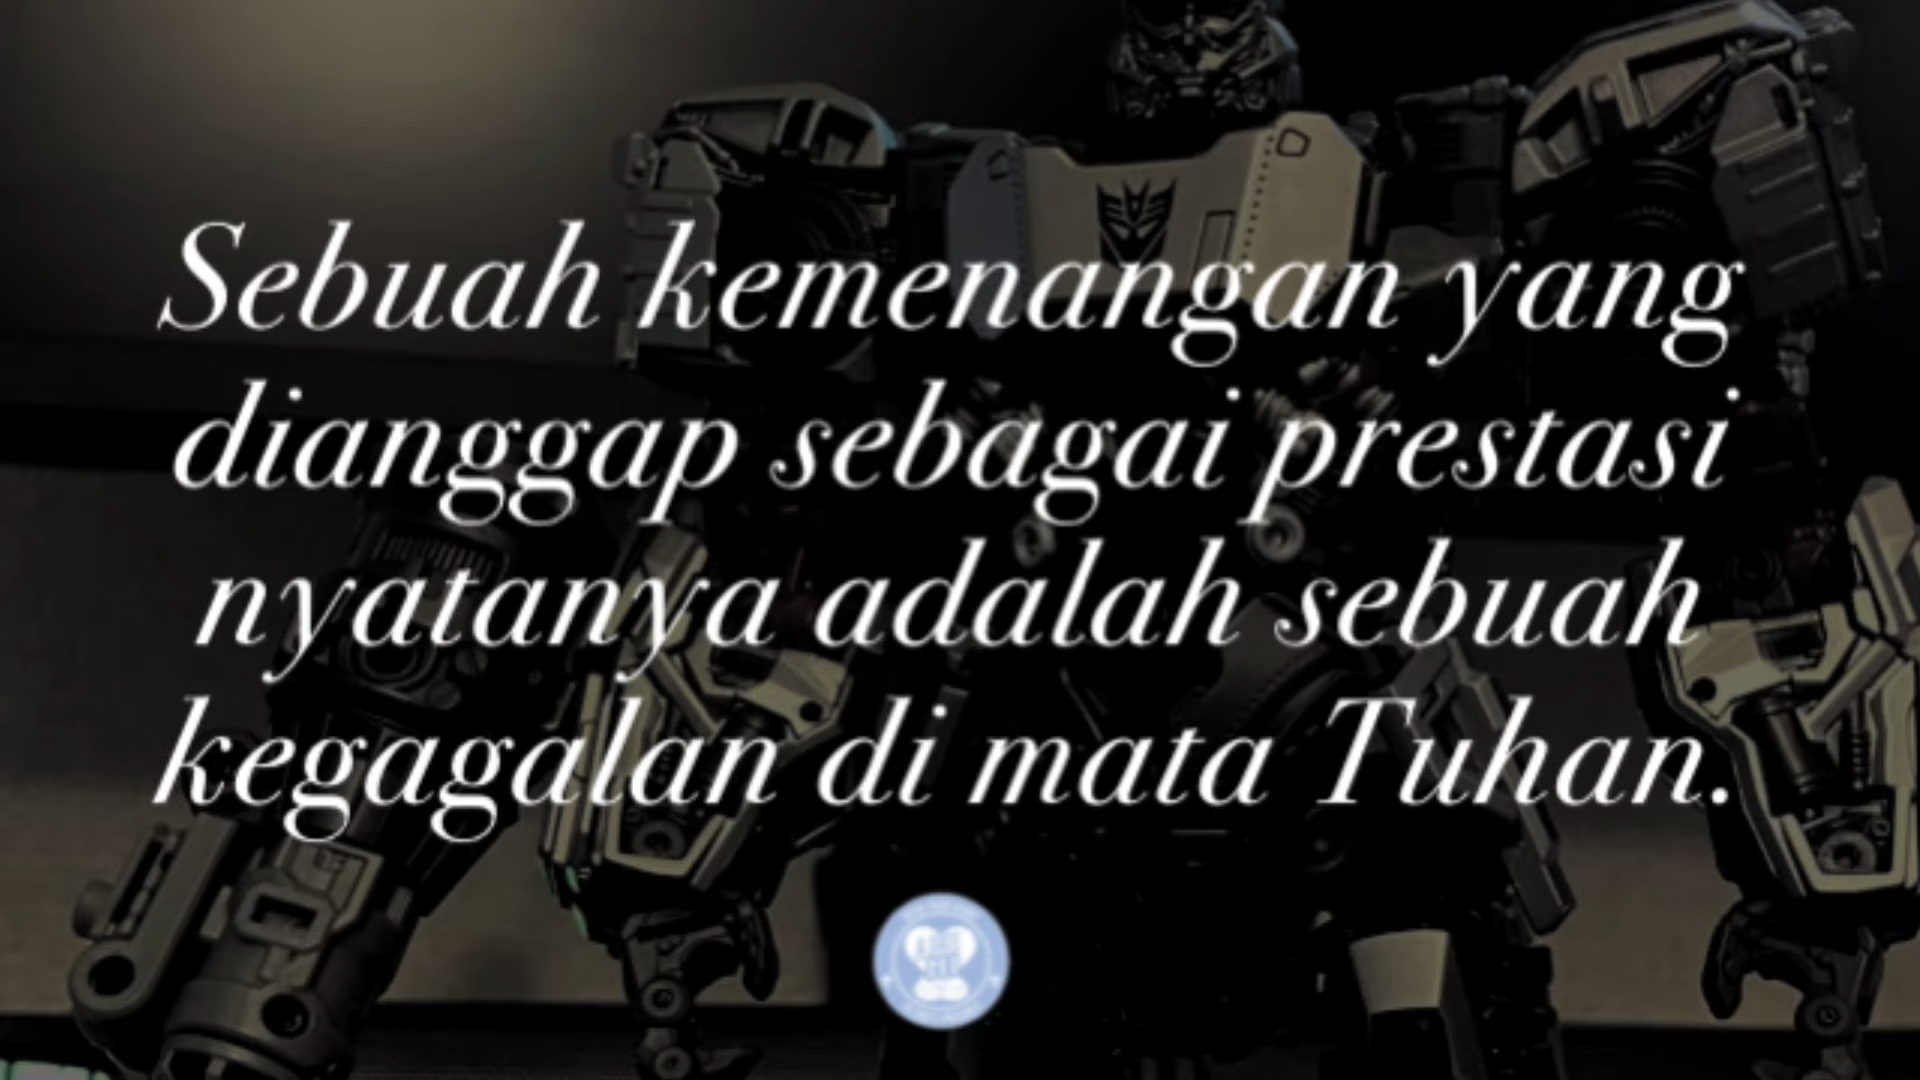 Sebuah kemenangan yang
dianggap sebagai prestasi
nyatanya adalah sebuah
kegagalan di mata Tuhan.